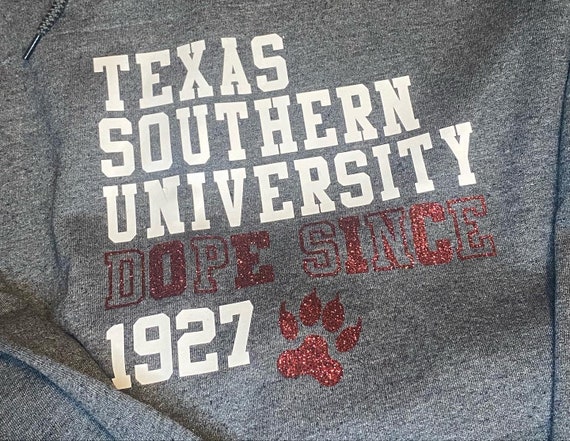 TEXAS
SOUTHERN
UNIVERSITY
DOPE SINCE
1927